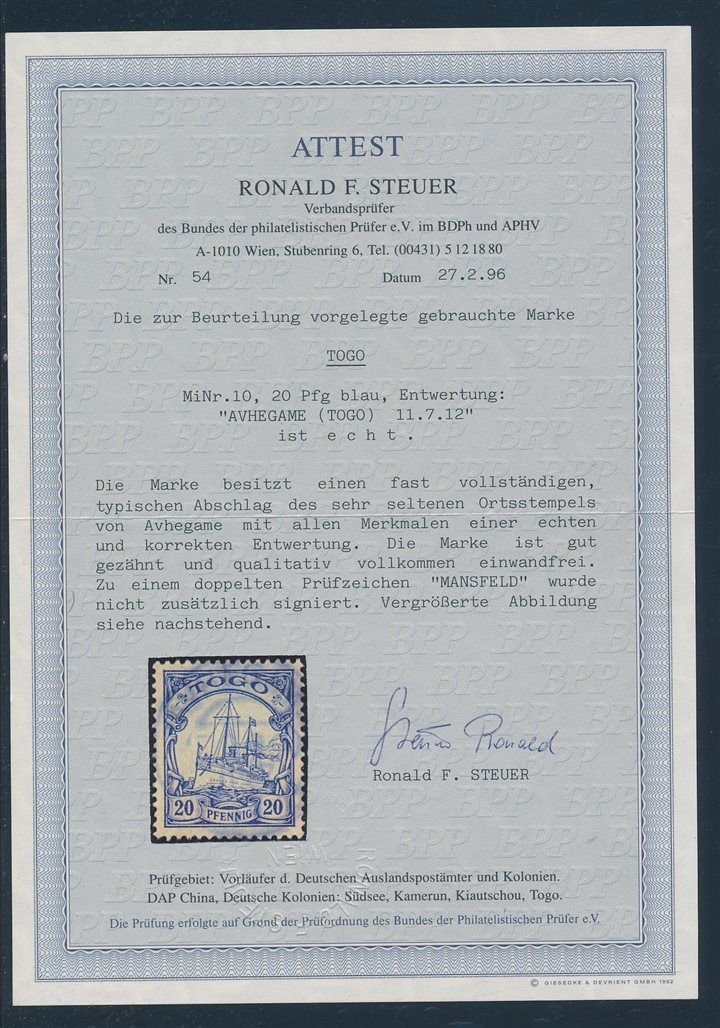 ATTEST
RONALD F. STEUER
Verbandsprüfer
des Bundes der philatelistischen Prüfer e.V. im BDPh und APHV
A-1010 Wien, Stubenring 6, Tel. (00431) 5 12 18 80
Nr. 54 Datum 27.2.96
Die zur Beurteilung vorgelegte gebrauchte Marke
TOGO
MiNr.10, 20 Pfg blau, Entwertung:
"AVHEGAME (TOGO) 11.7.12"
ist e c h t .
Die Marke besitzt einen fast vollständigen,
typischen Abschlag des sehr seltenen Ortsstempels
von Avhegame mit allen Merkmalen einer echten
und korrekten Entwertung. Die Marke ist gut
gezähnt und qualitativ vollkommen einwandfrei.
Zu einem doppelten Prüfzeichen "MANSFELD" wurde
nicht zusätzlich signiert. Vergrößerte Abbildung
siehe nachstehend.
TOGO
20 PFENNIG 20
Steuer Ronald
Ronald F. STEUER
Prüfgebiet: Vorläufer d. Deutschen Auslandspostämter und Kolonien.
DAP China, Deutsche Kolonien: Südsee, Kamerun, Kiautschou, Togo.
Die Prüfung erfolgte auf Grund der Prüfordnung des Bundes der Philatelistischen Prüfer e.V.
© GIESECKE & DEVRIENT GMBH 1992